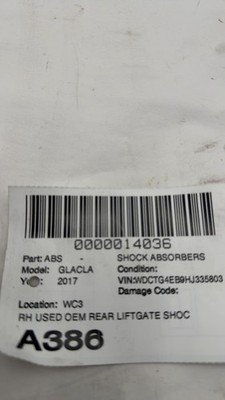 0000014036
Part: ABS - SHOCK ABSORBERS
Model: GLACLA Condition:
2017 VIN:WDCTG4EB9HJ335803
Damage Code:
Location: WC3
RH USED OEM REAR LIFTGATE SHOC
A386